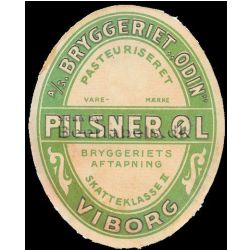 A/S. BRYGGERIET „ODIN"
PASTEURISERET
VARE- MÆRKE
PILSNER ØL
BRYGGERIETS
AFTAPNING
SKATTEKLASSE II
VIBORG